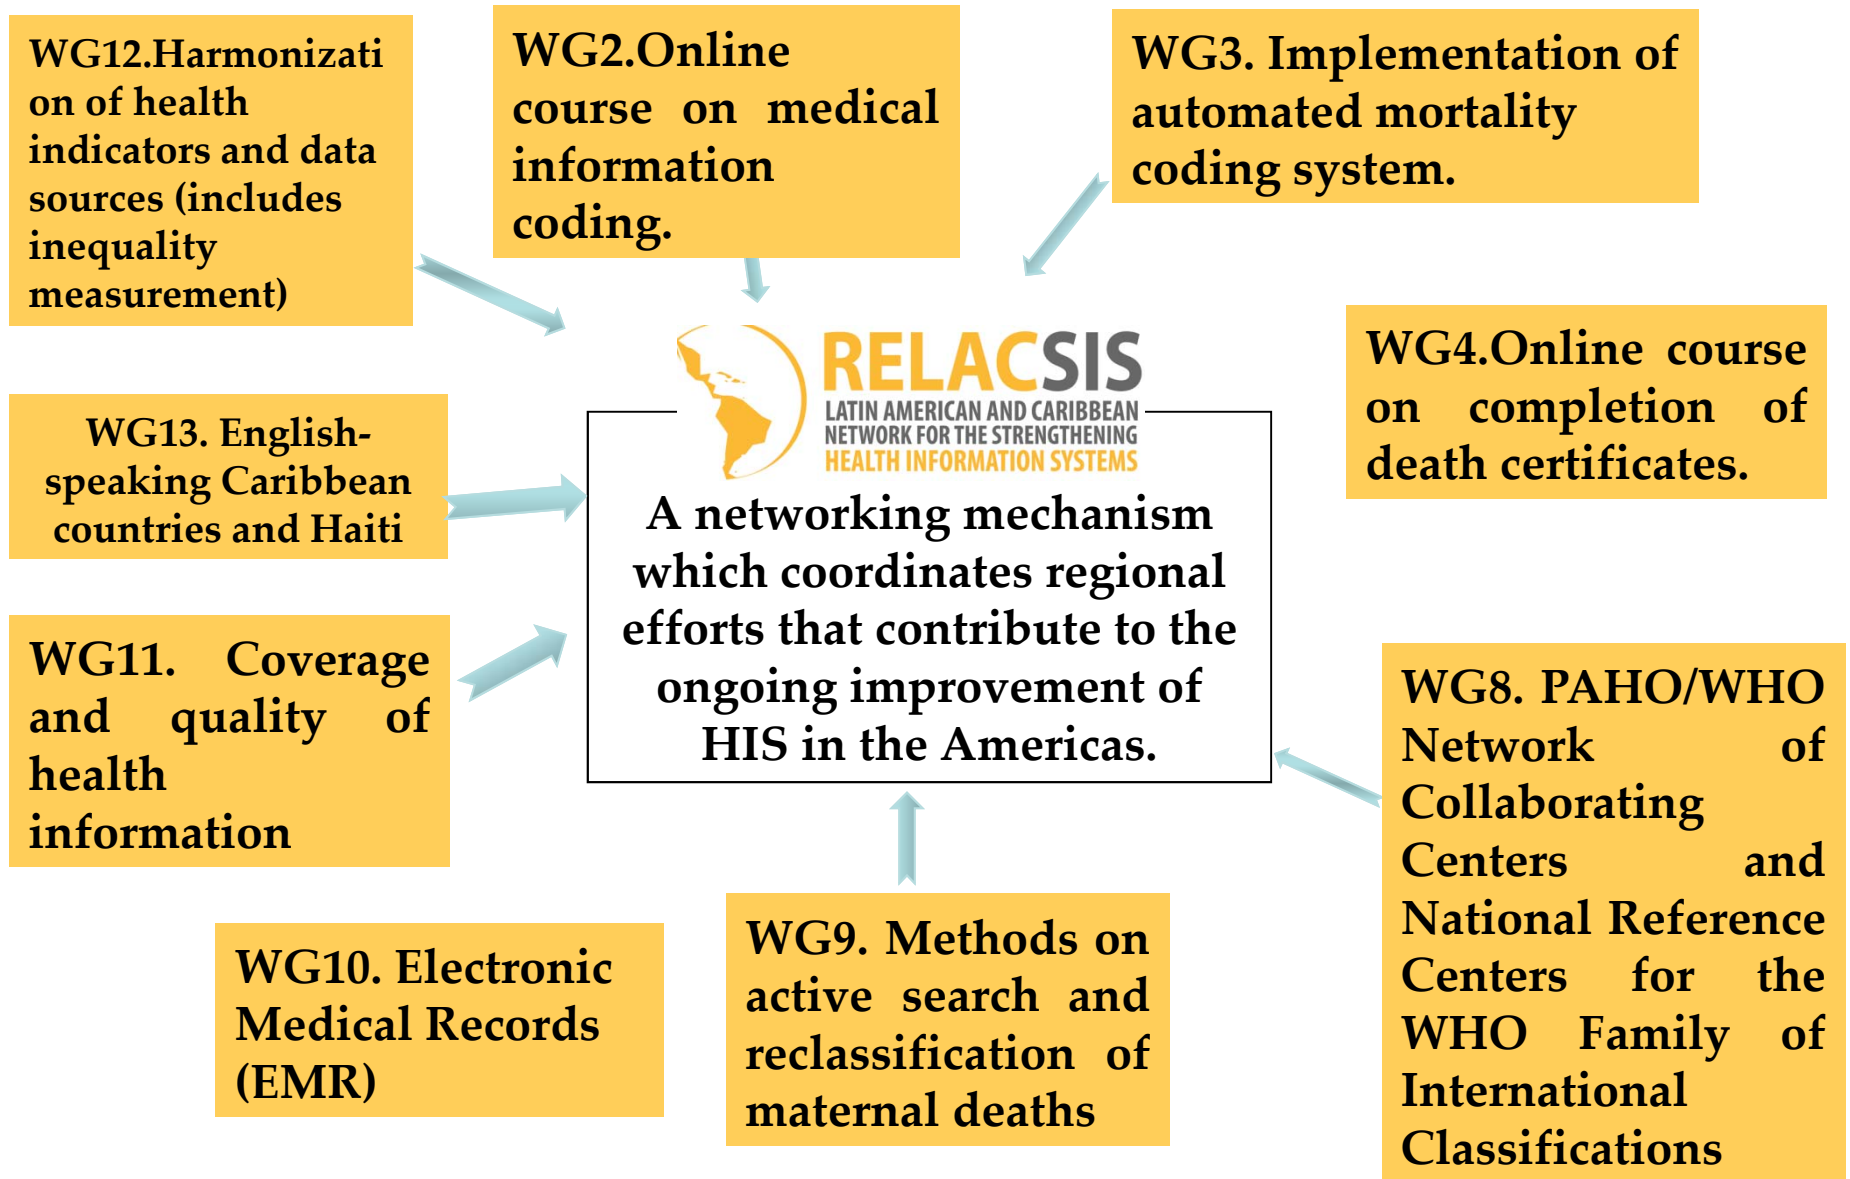 WG12.Harmonizati
on of health
indicators and data
sources (includes
inequality
measurement)
WG2.Online
course on medical
information
coding.
WG3. Implementation of
automated mortality
coding system.
RELACSIS
LATIN AMERICAN AND CARIBBEAN
NETWORK FOR THE STRENGTHENING
HEALTH INFORMATION SYSTEMS
A networking mechanism
which coordinates regional
efforts that contribute to the
ongoing improvement of
HIS in the Americas.
WG4.Online course
on completion of
death certificates.
WG13. English-
speaking Caribbean
countries and Haiti
WG11. Coverage
and quality of
health
information
WG8. PAHO/WHO
Network of
Collaborating
Centers and
National Reference
Centers for the
WHO Family of
International
Classifications
WG10. Electronic
Medical Records
(EMR)
WG9. Methods on
active search and
reclassification of
maternal deaths